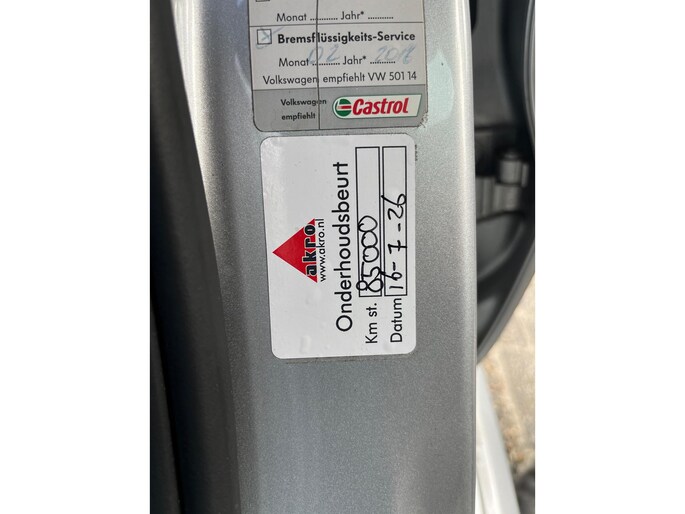 Monat ............ Jahr* ............
Bremsflüssigkeits-Service
Monat 02 Jahr* 2016
Volkswagen empfiehlt VW 501 14
Volkswagen
empfiehlt
Castrol
akro
www.akro.nl
Onderhoudsbeurt
Km st. 85000
Datum 16-7-26